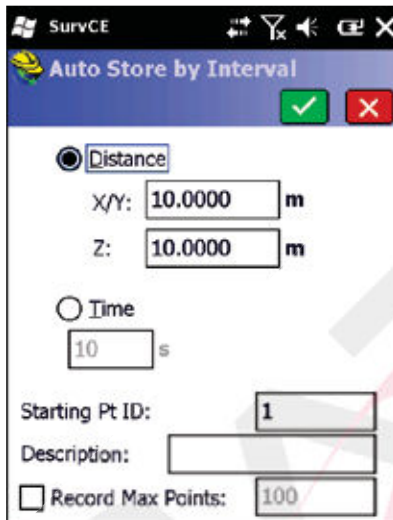 SurvCE
Auto Store by Interval
Distance
X/Y: 10.0000 m
Z: 10.0000 m
Time
10 s
Starting Pt ID: 1
Description:
Record Max Points: 100